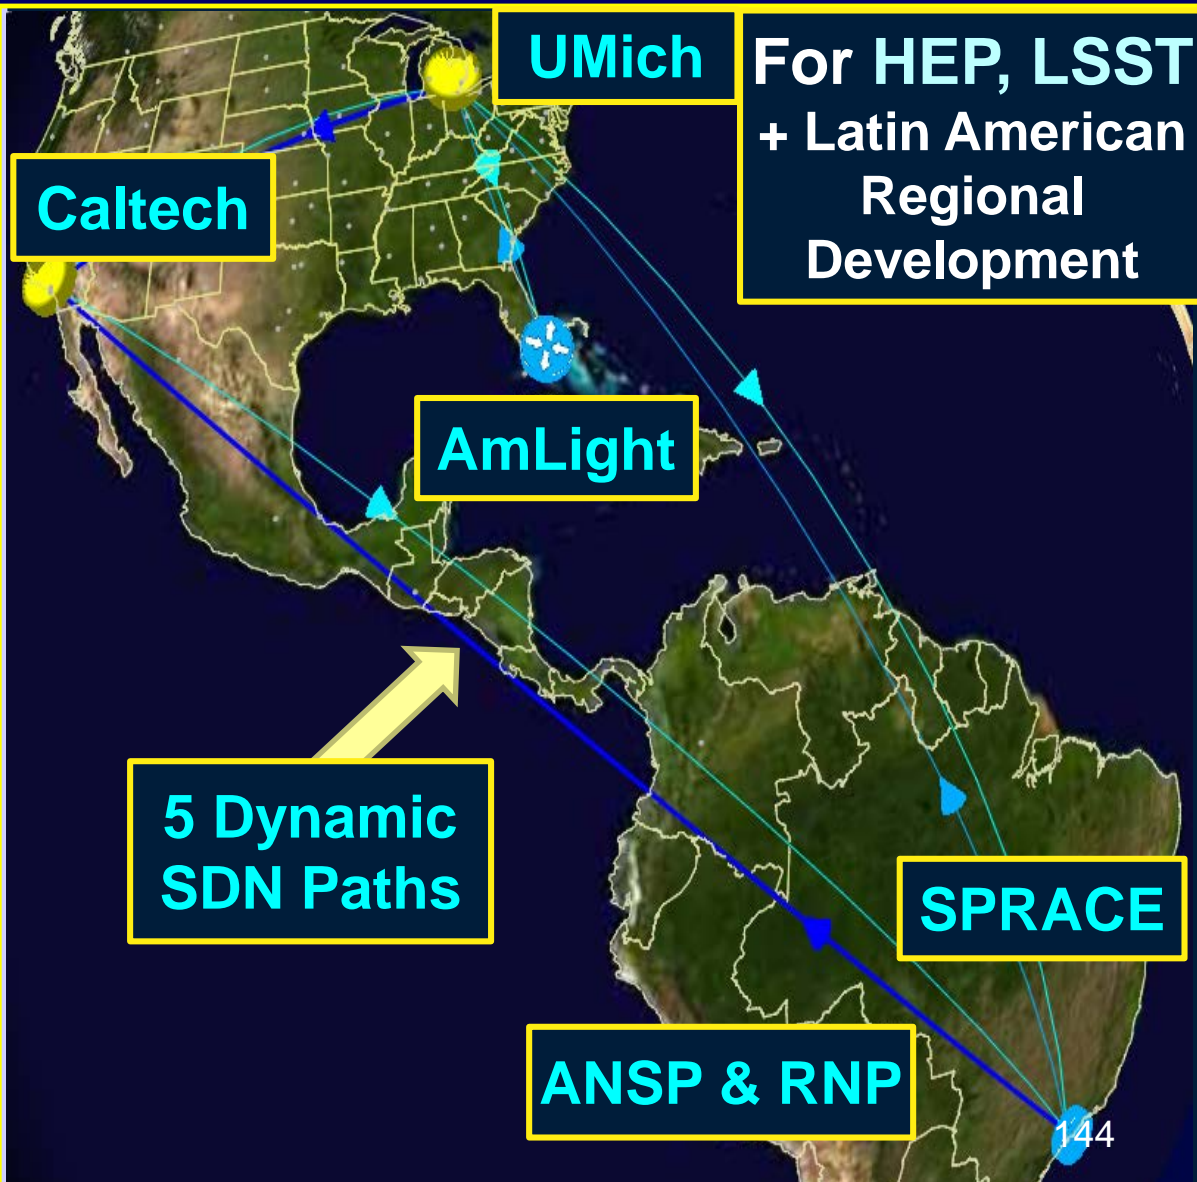 UMich
For HEP, LSST
+ Latin American
Regional
Development
Caltech
AmLight
5 Dynamic
SDN Paths
SPRACE
ANSP & RNP
144